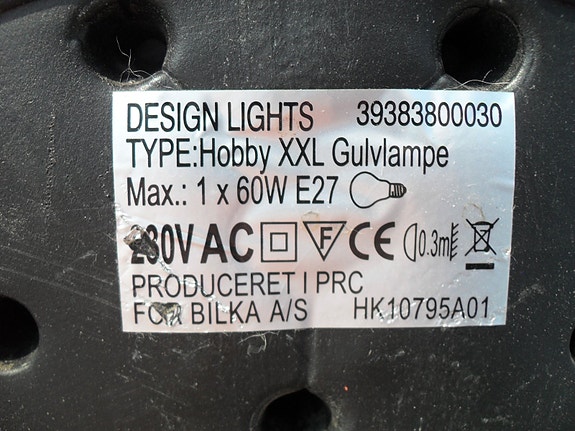 DESIGN LIGHTS 39383800030
TYPE:Hobby XXL Gulvlampe
Max.: 1 x 60W E27
230V AC F CE 0.3m
PRODUCERET I PRC
FOR BILKA A/S HK10795A01